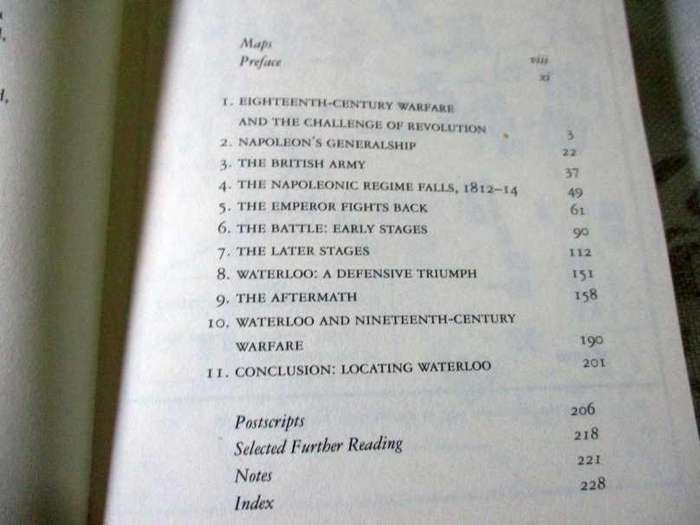 Maps viii
Preface xi
1. EIGHTEENTH-CENTURY WARFARE
AND THE CHALLENGE OF REVOLUTION 3
2. NAPOLEON'S GENERALSHIP 22
3. THE BRITISH ARMY 37
4. THE NAPOLEONIC REGIME FALLS, 1812–14 49
5. THE EMPEROR FIGHTS BACK 61
6. THE BATTLE: EARLY STAGES 90
7. THE LATER STAGES 112
8. WATERLOO: A DEFENSIVE TRIUMPH 151
9. THE AFTERMATH 158
10. WATERLOO AND NINETEENTH-CENTURY
WARFARE 190
11. CONCLUSION: LOCATING WATERLOO 201
Postscripts 206
Selected Further Reading 218
Notes 221
Index 228